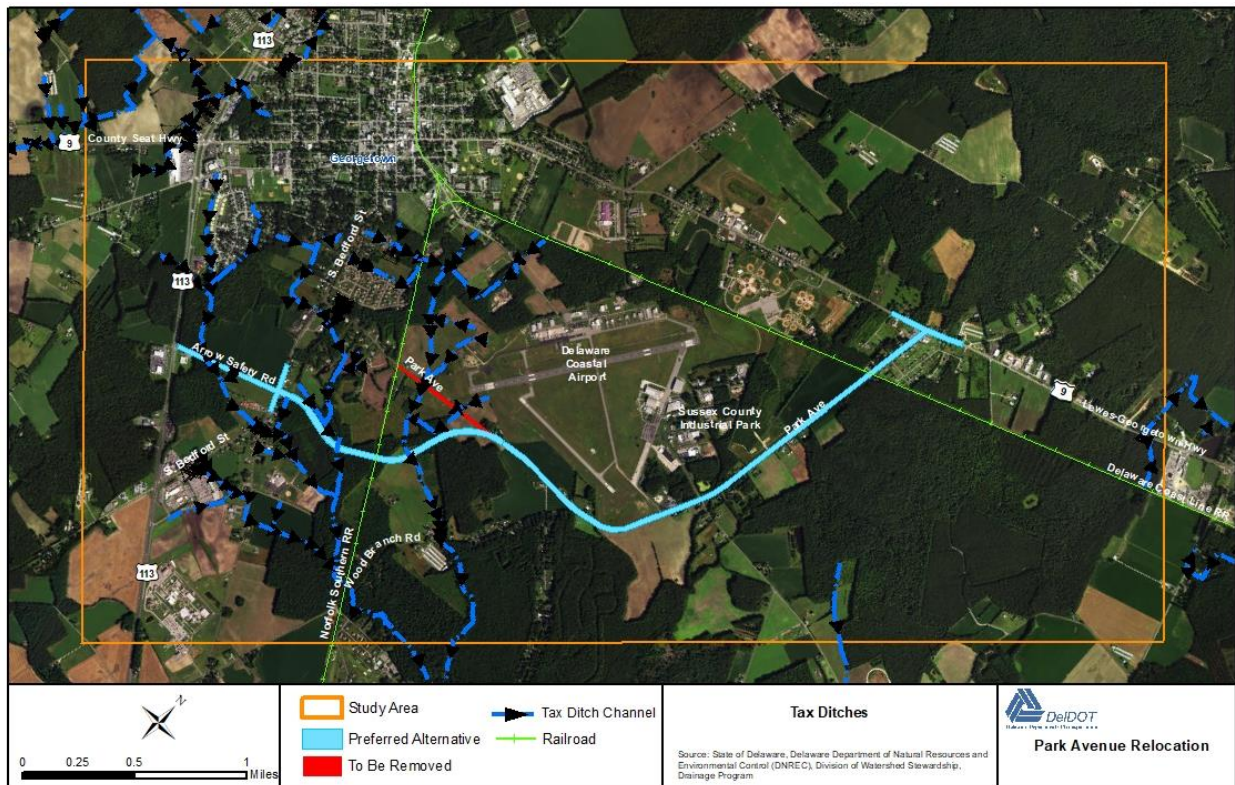 113
9
County Seat Hwy
Georgetown
S. Bedford St
113
Arrow Safety Rd
Park Ave
Delaware
Coastal
Airport
Sussex County
Industrial Park
Park Ave
9
Lewes-Georgetown Hwy
Delaware Coast Line RR
S. Bedford St
113
Norfolk Southern RR
Wood Branch Rd
N
0 0.25 0.5 1
Miles
Study Area
Preferred Alternative
To Be Removed
Tax Ditch Channel
Railroad
Tax Ditches
Source: State of Delaware, Delaware Department of Natural Resources and
Environmental Control (DNREC), Division of Watershed Stewardship,
Drainage Program
DelDOT
Park Avenue Relocation